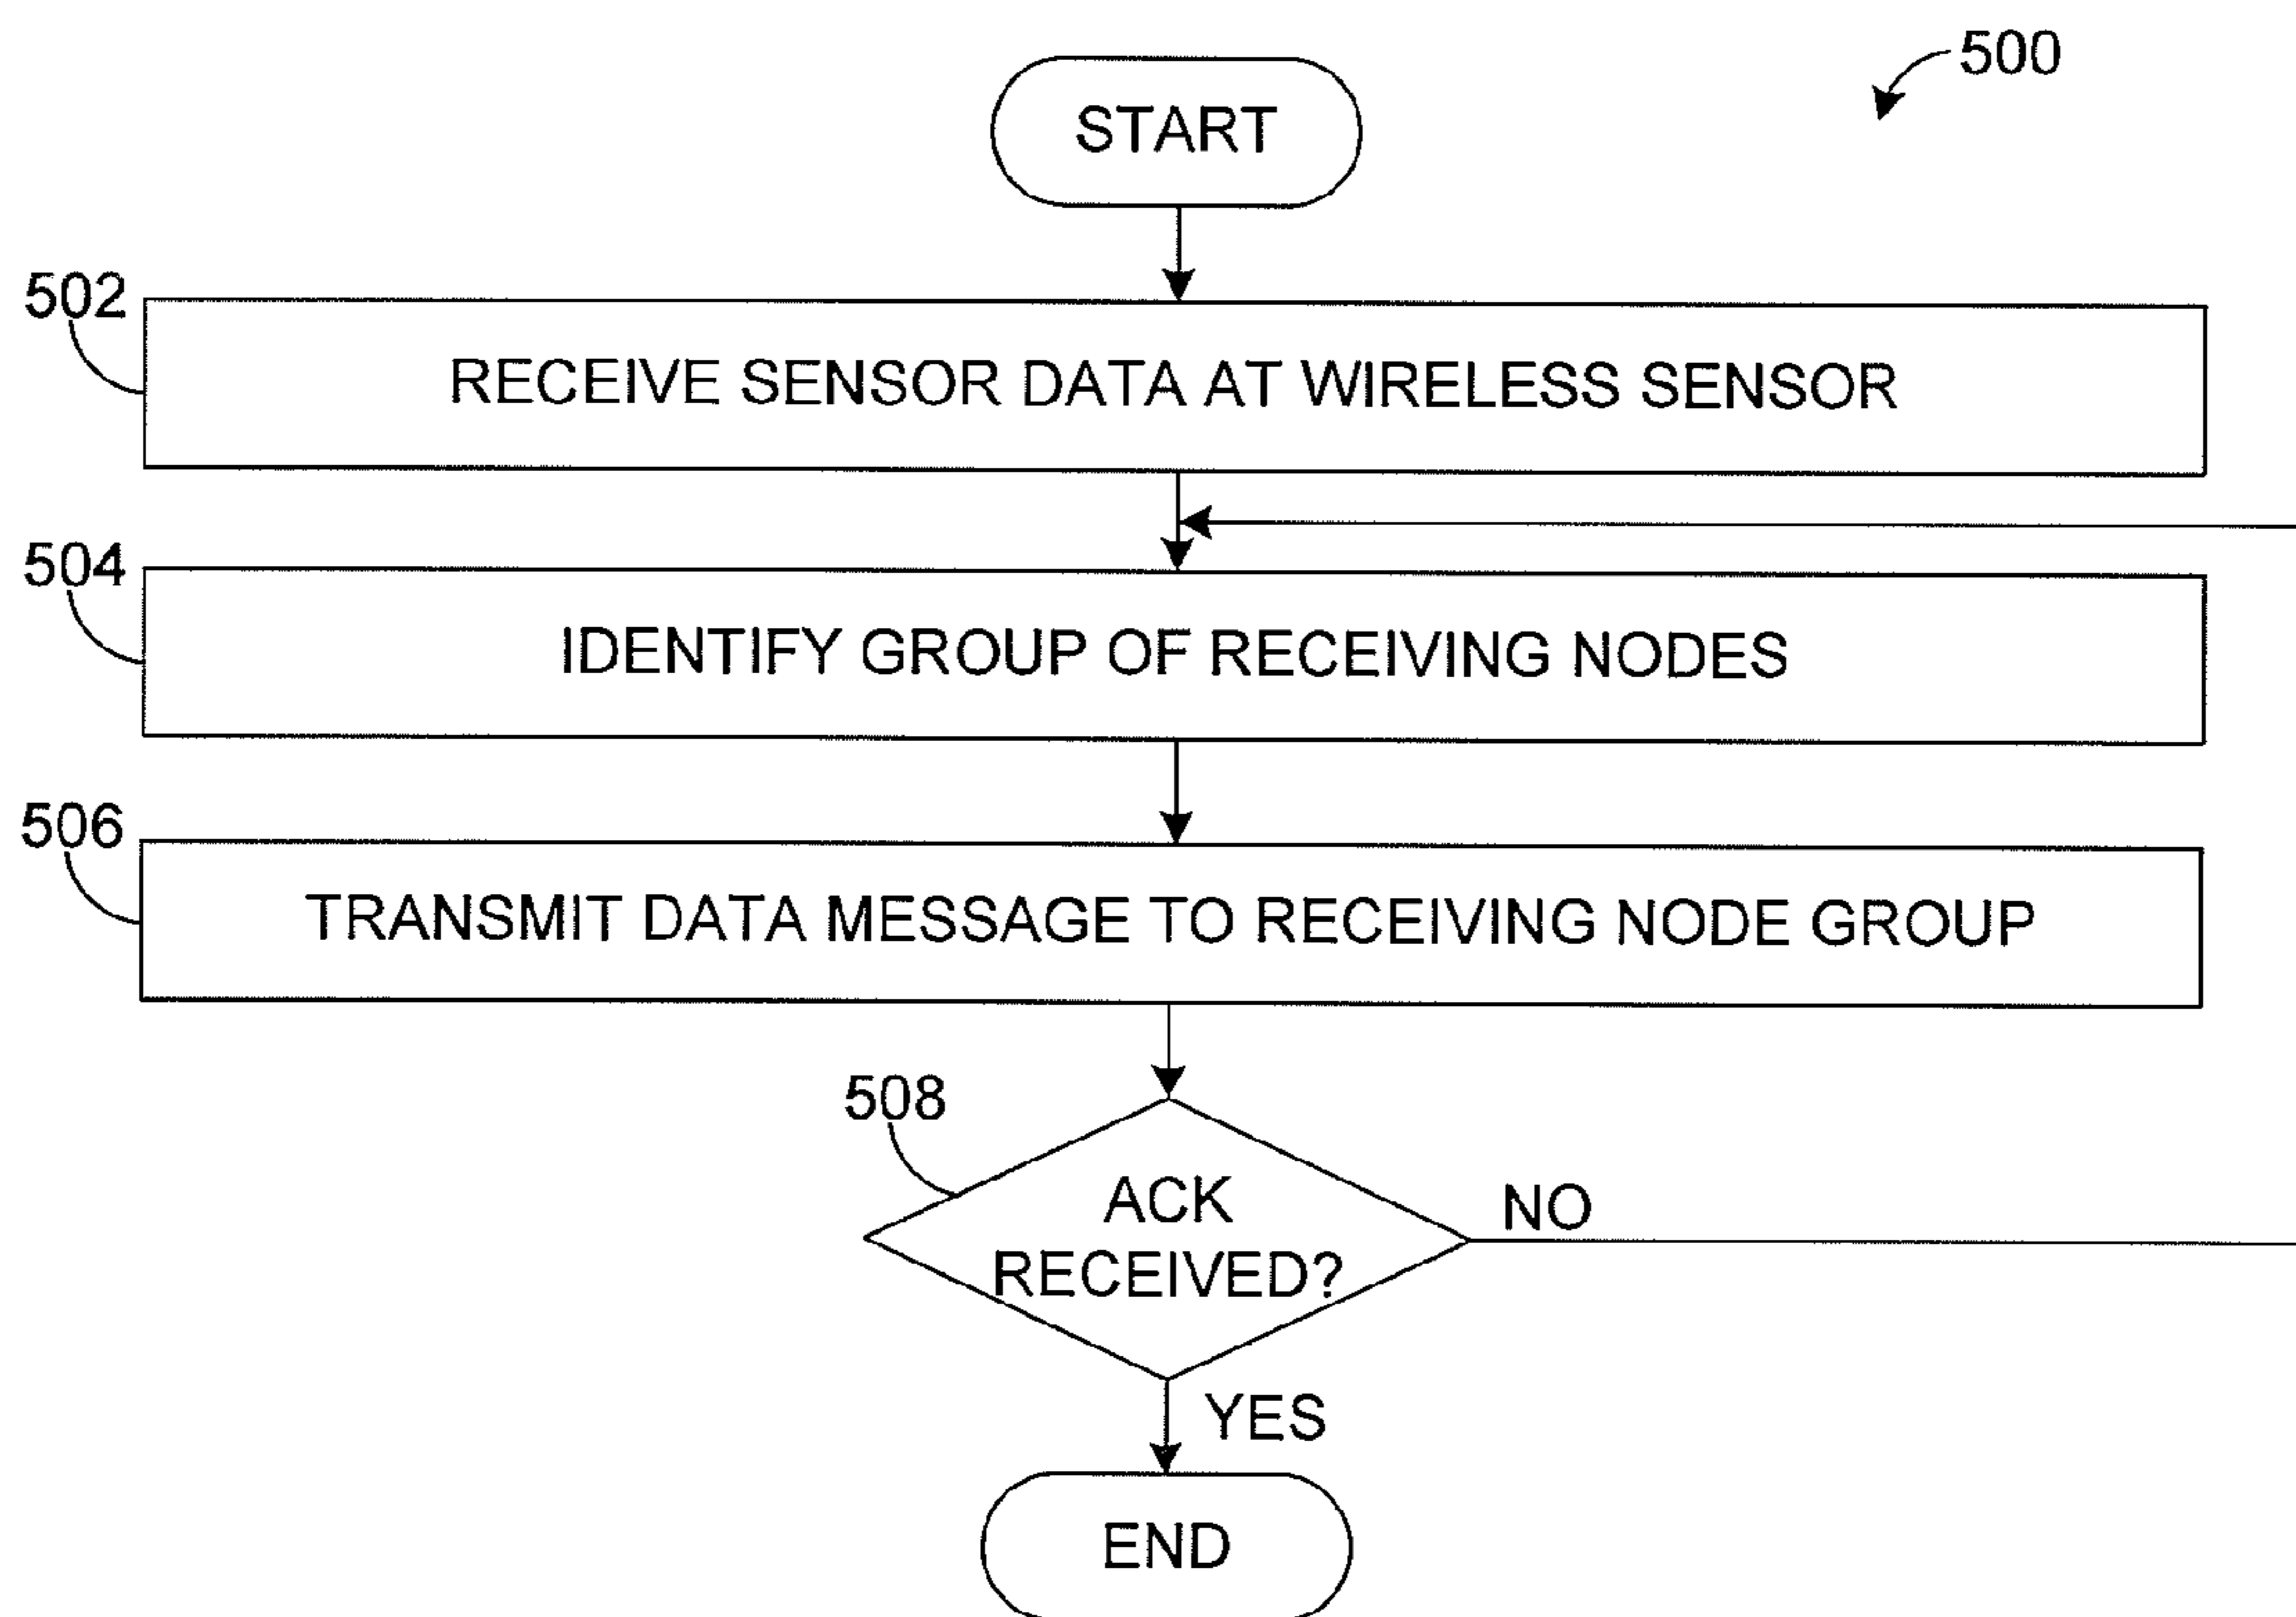 500
START
502
RECEIVE SENSOR DATA AT WIRELESS SENSOR
504
IDENTIFY GROUP OF RECEIVING NODES
506
TRANSMIT DATA MESSAGE TO RECEIVING NODE GROUP
508
ACK
RECEIVED?
NO
YES
END